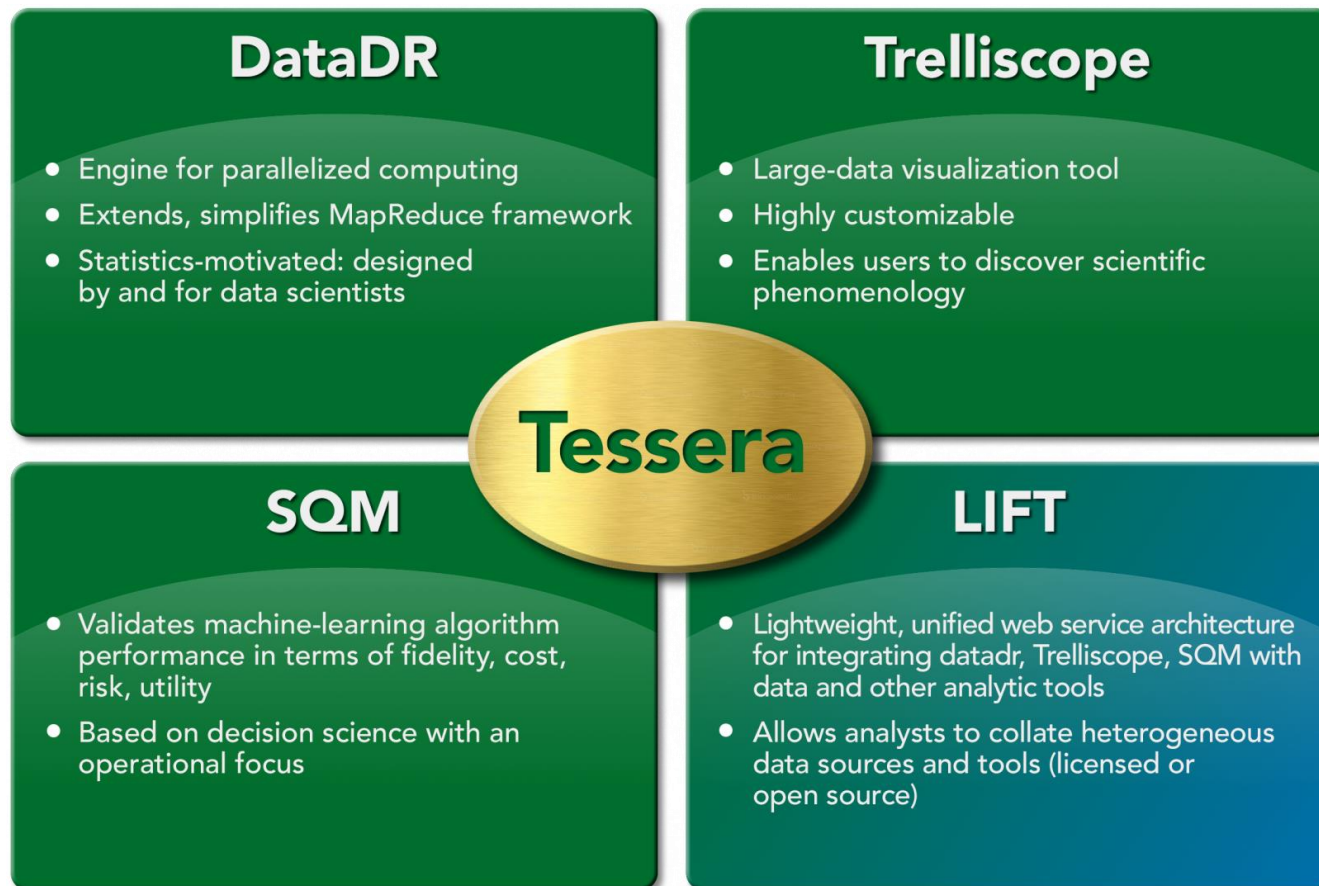 DataDR
• Engine for parallelized computing
• Extends, simplifies MapReduce framework
• Statistics-motivated: designed
by and for data scientists
Trelliscope
• Large-data visualization tool
• Highly customizable
• Enables users to discover scientific
phenomenology
Tessera
SQM
• Validates machine-learning algorithm
performance in terms of fidelity, cost,
risk, utility
• Based on decision science with an
operational focus
LIFT
• Lightweight, unified web service architecture
for integrating datadr, Trelliscope, SQM with
data and other analytic tools
• Allows analysts to collate heterogeneous
data sources and tools (licensed or
open source)